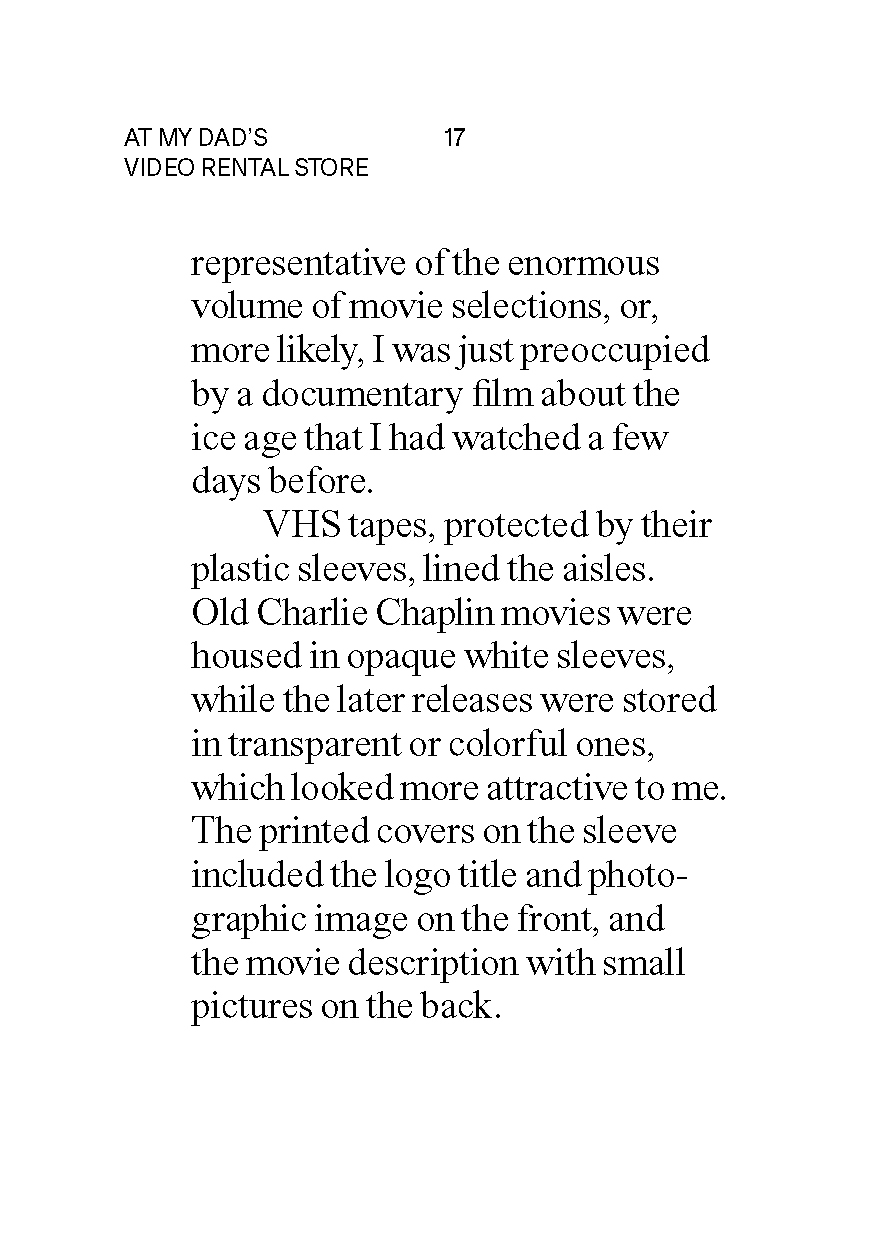 AT MY DAD'S 17
VIDEO RENTAL STORE
representative of the enormous
volume of movie selections, or,
more likely, I was just preoccupied
by a documentary film about the
ice age that I had watched a few
days before.
VHS tapes, protected by their
plastic sleeves, lined the aisles.
Old Charlie Chaplin movies were
housed in opaque white sleeves,
while the later releases were stored
in transparent or colorful ones,
which looked more attractive to me.
The printed covers on the sleeve
included the logo title and photo-
graphic image on the front, and
the movie description with small
pictures on the back.